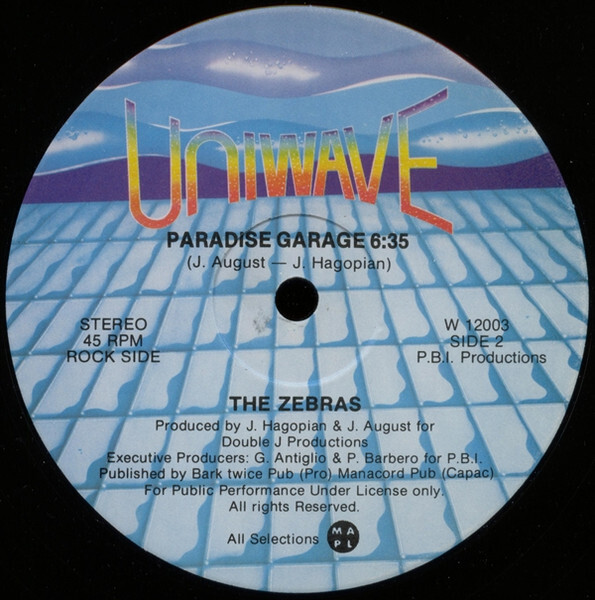 UNIWAVE
PARADISE GARAGE 6:35
(J. August — J. Hagopian)
STEREO
45 RPM
ROCK SIDE
W 12003
SIDE 2
P.B.I. Productions
THE ZEBRAS
Produced by J. Hagopian & J. August for
Double J Productions
Executive Producers: G. Antiglio & P. Barbero for P.B.I.
Published by Bark twice Pub (Pro) Manacord Pub (Capac)
For Public Performance Under License only.
All rights Reserved.
All Selections
M A
P L